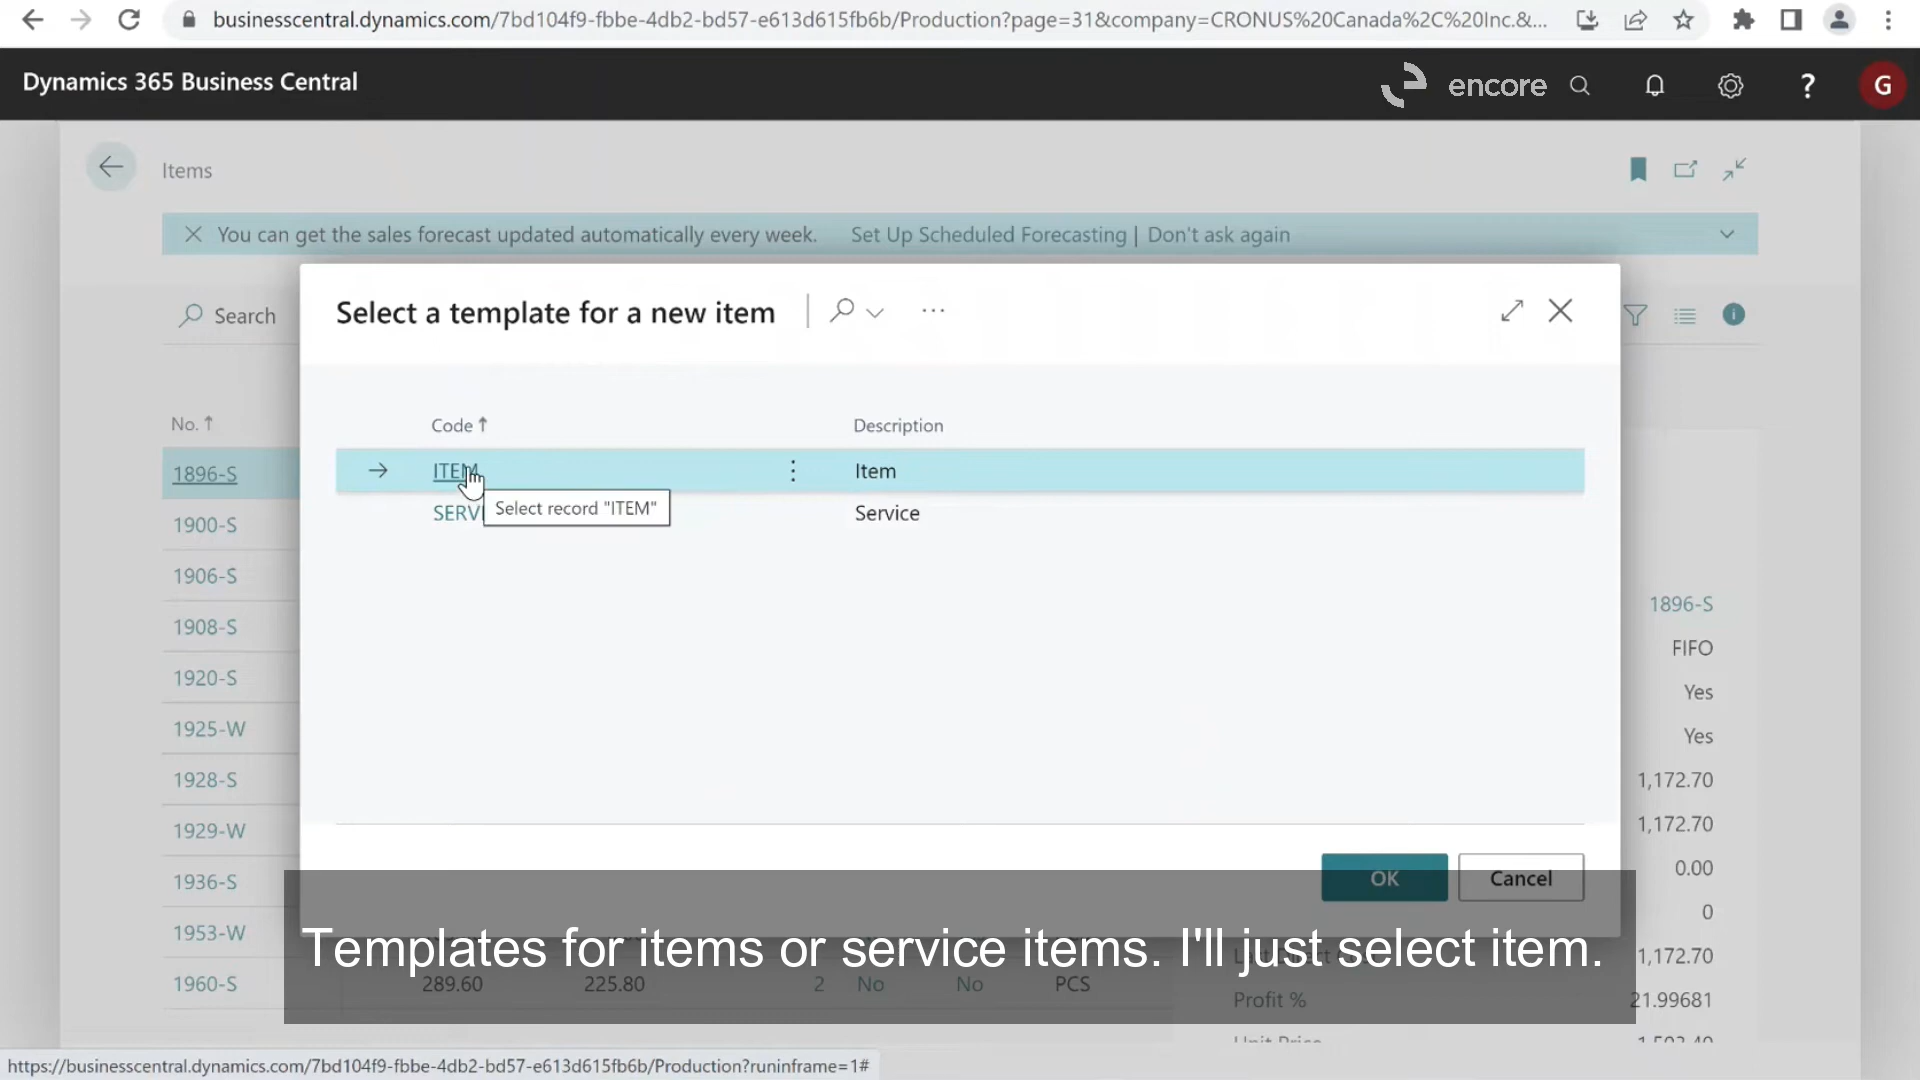 businesscentral.dynamics.com/7bd104f9-fbbe-4db2-bd57-e613d615fb6b/Production?page=31&company=CRONUS%20Canada%2C%20Inc.&...
Dynamics 365 Business Central
encore
?
G
Items
You can get the sales forecast updated automatically every week. Set Up Scheduled Forecasting | Don't ask again
Search
Select a template for a new item
No. ↑
Code ↑ Description
1896-S
ITEM Item
Select record "ITEM"
SERVI Service
1900-S
1906-S
1908-S
1920-S
1925-W
1928-S
1929-W
1936-S
1953-W
1960-S 289.60 225.80 2 No No PCS
1896-S
FIFO
Yes
Yes
1,172.70
1,172.70
0.00
0
1,172.70
Profit % 21.99681
Unit Price 1,503.40
OK Cancel
Templates for items or service items. I'll just select item.
https://businesscentral.dynamics.com/7bd104f9-fbbe-4db2-bd57-e613d615fb6b/Production?runinframe=1#